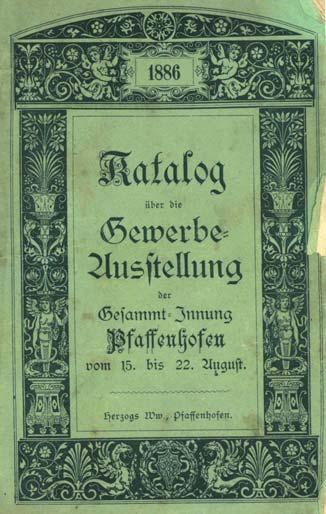 1886
Katalog
über die
Gewerbe-
Ausstellung
der
Gesammt-Innung
Pfaffenhofen
vom 15. bis 22. August.
Herzogs Ww., Pfaffenhofen.